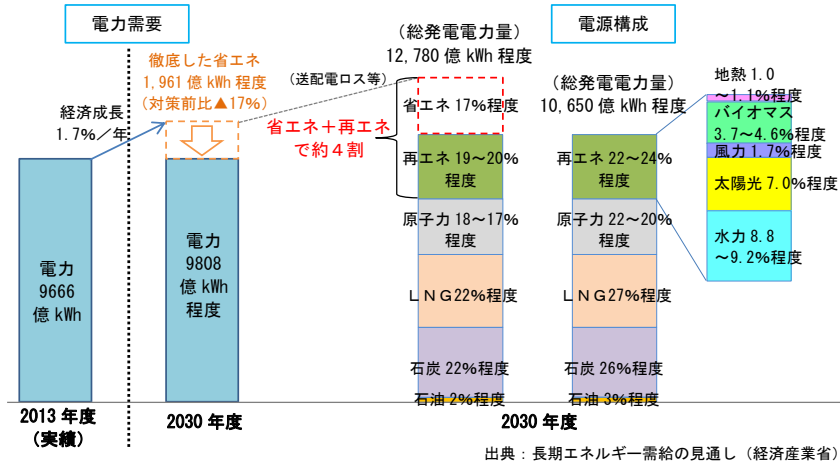 電力需要
電源構成
徹底した省エネ
1,961 億 kWh 程度
(対策前比▲17%)
経済成長
1.7%/年
電力
9666
億 kWh
電力
9808
億 kWh
程度
2013 年度
(実績)
2030 年度
(送配電ロス等)
(総発電電力量)
12,780 億 kWh 程度
省エネ 17%程度
省エネ+再エネ
で約4割
再エネ 19~20%
程度
原子力 18~17%
程度
LNG22%程度
石炭 22%程度
石油 2%程度
(総発電電力量)
10,650 億 kWh 程度
再エネ 22~24%
程度
原子力 22~20%
程度
LNG27%程度
石炭 26%程度
石油 3%程度
2030 年度
地熱 1.0
~1.1%程度
バイオマス
3.7~4.6%程度
風力 1.7%程度
太陽光 7.0%程度
水力 8.8
~9.2%程度
出典:長期エネルギー需給の見通し(経済産業省)